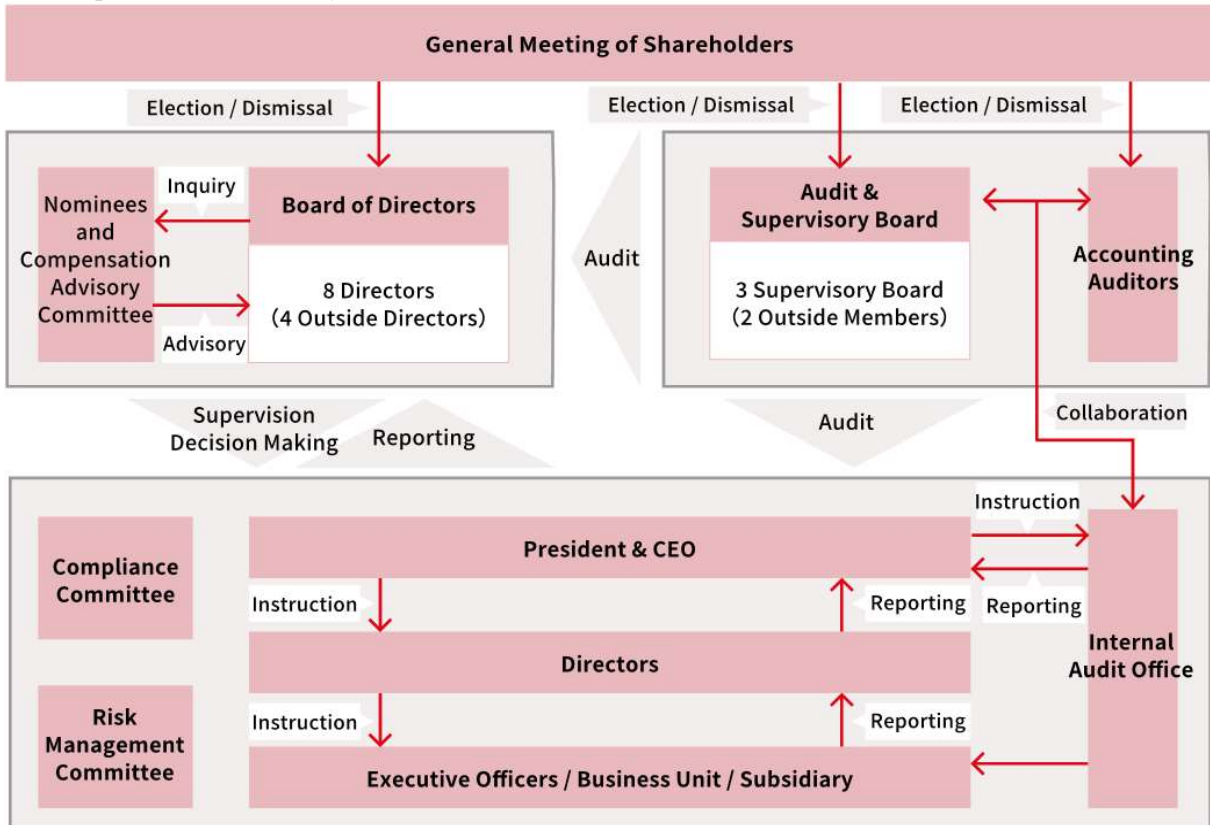 General Meeting of Shareholders
Election / Dismissal
Election / Dismissal
Election / Dismissal
Nominees
and
Compensation
Advisory
Committee
Inquiry
Advisory
Board of Directors
8 Directors
(4 Outside Directors)
Audit
Audit &
Supervisory Board
3 Supervisory Board
(2 Outside Members)
Accounting
Auditors
Supervision
Decision Making
Reporting
Audit
Collaboration
Compliance
Committee
Risk
Management
Committee
President & CEO
Instruction
Reporting
Directors
Instruction
Reporting
Executive Officers / Business Unit / Subsidiary
Instruction
Reporting
Internal
Audit Office